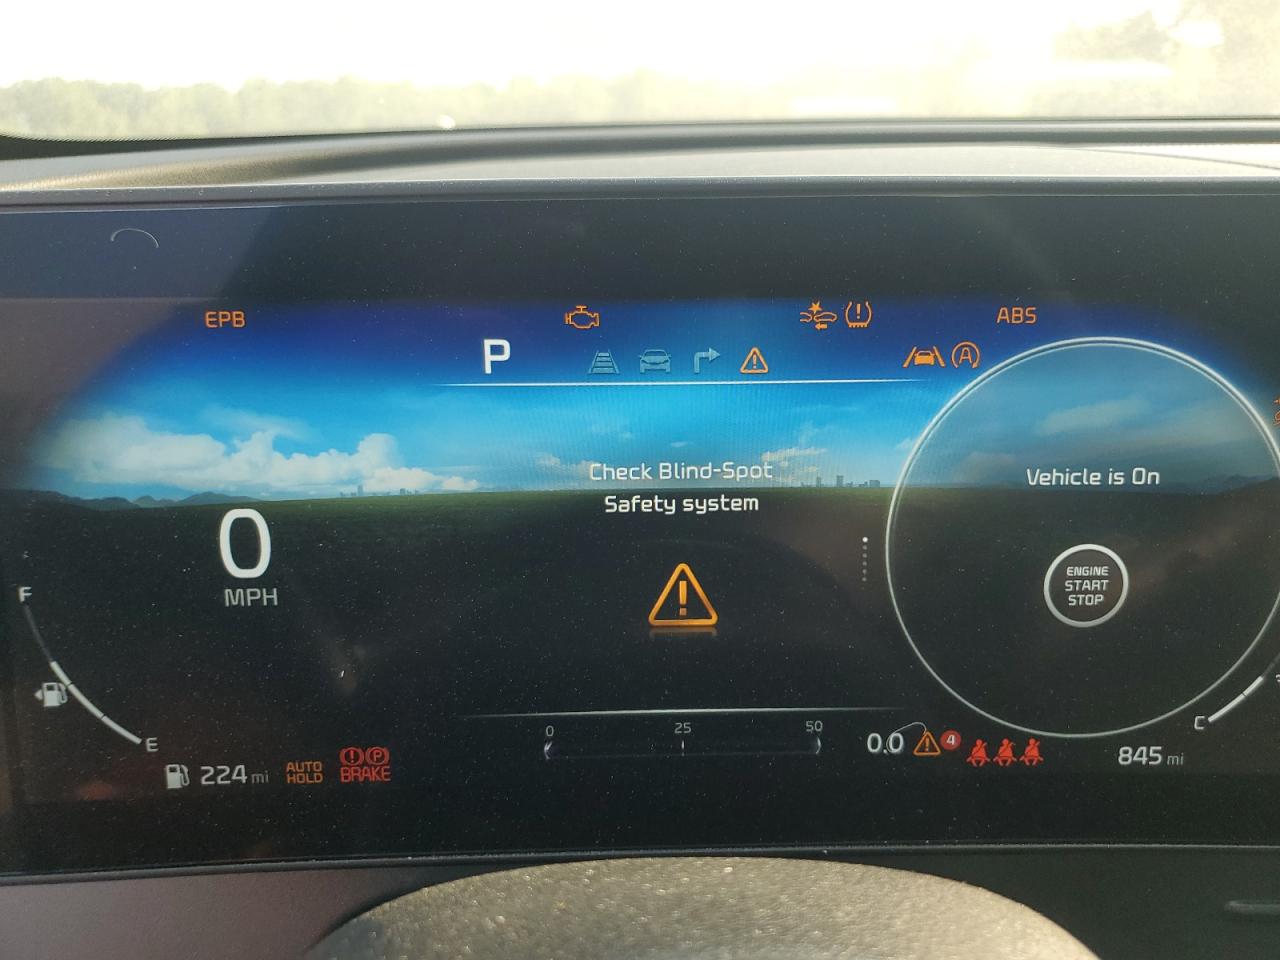 EPB
ABS
P
A
Check Blind-Spot
Safety system
Vehicle is On
0
MPH
ENGINE
START
STOP
F
E
0
25
50
C
224 mi
AUTO
HOLD
P
BRAKE
0.0
4
845 mi